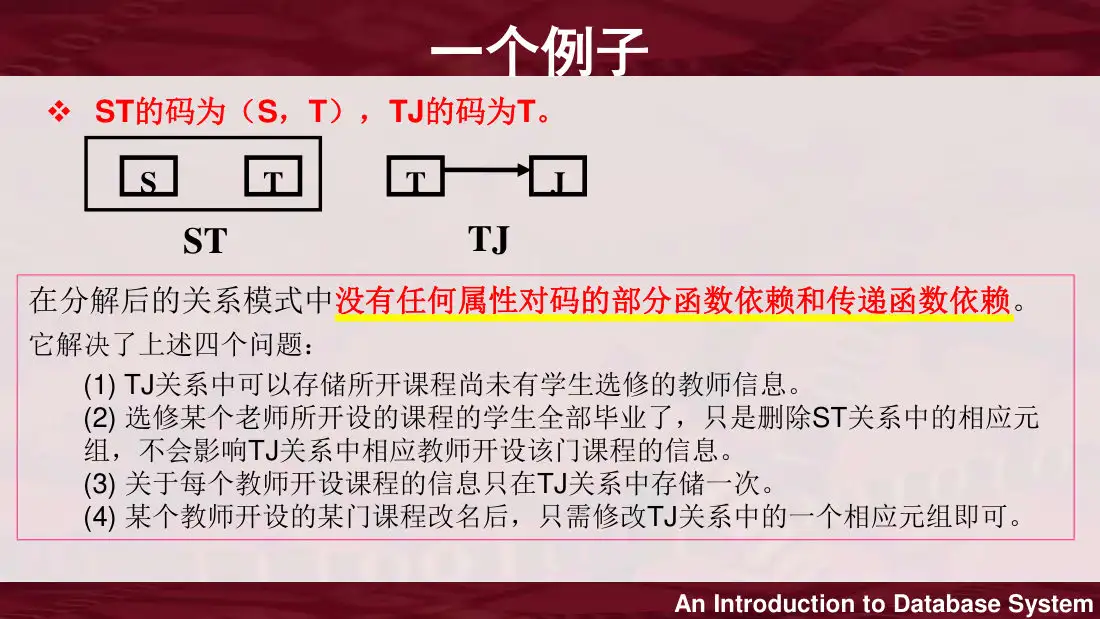 一个例子
❖ ST的码为（S，T），TJ的码为T。
S T T J
ST TJ
在分解后的关系模式中没有任何属性对码的部分函数依赖和传递函数依赖。
它解决了上述四个问题：
(1) TJ关系中可以存储所开课程尚未有学生选修的教师信息。
(2) 选修某个老师所开设的课程的学生全部毕业了，只是删除ST关系中的相应元
组，不会影响TJ关系中相应教师开设该门课程的信息。
(3) 关于每个教师开设课程的信息只在TJ关系中存储一次。
(4) 某个教师开设的某门课程改名后，只需修改TJ关系中的一个相应元组即可。
An Introduction to Database System